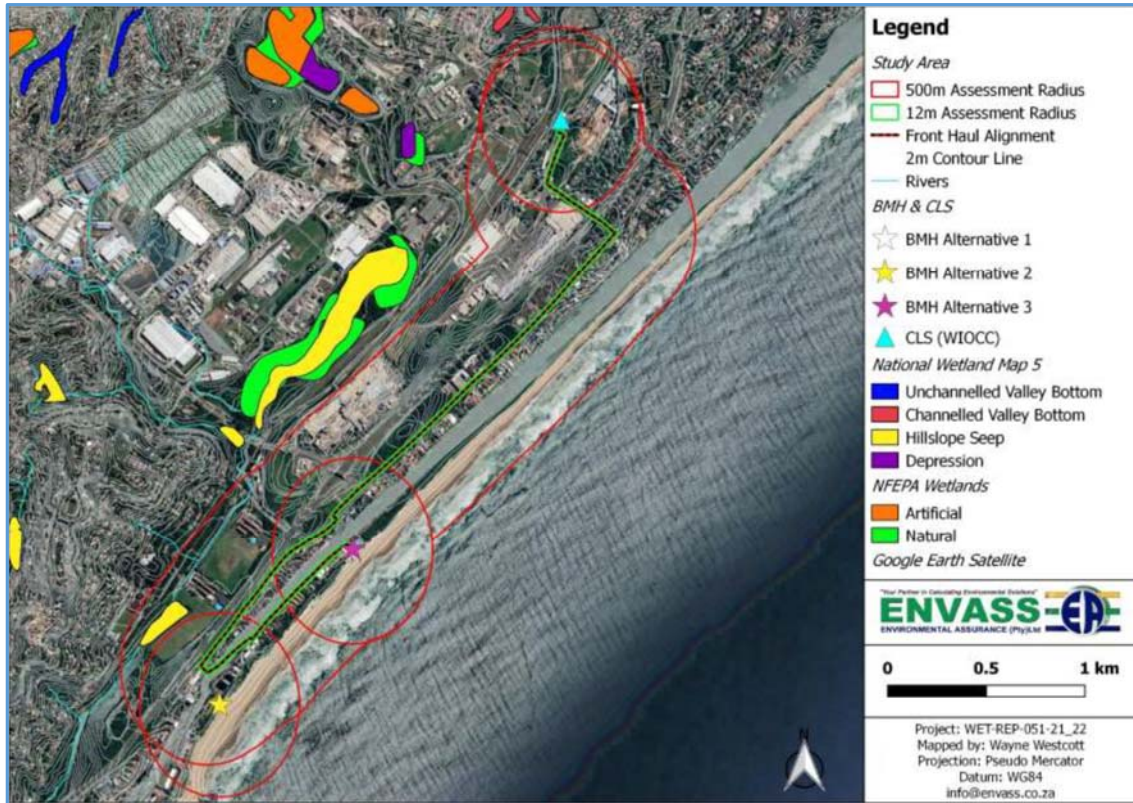 Legend
Study Area
500m Assessment Radius
12m Assessment Radius
Front Haul Alignment
2m Contour Line
Rivers
BMH & CLS
BMH Alternative 1
BMH Alternative 2
BMH Alternative 3
CLS (WIOCC)
National Wetland Map 5
Unchannelled Valley Bottom
Channelled Valley Bottom
Hillslope Seep
Depression
NFEPA Wetlands
Artificial
Natural
Google Earth Satellite
"Your Partner in Calculating Environmental Solutions"
ENVASS EA
ENVIRONMENTAL ASSURANCE (Pty)Ltd
0 0.5 1 km
Project: WET-REP-051-21_22
Mapped by: Wayne Westcott
Projection: Pseudo Mercator
Datum: WG84
info@envass.co.za
N